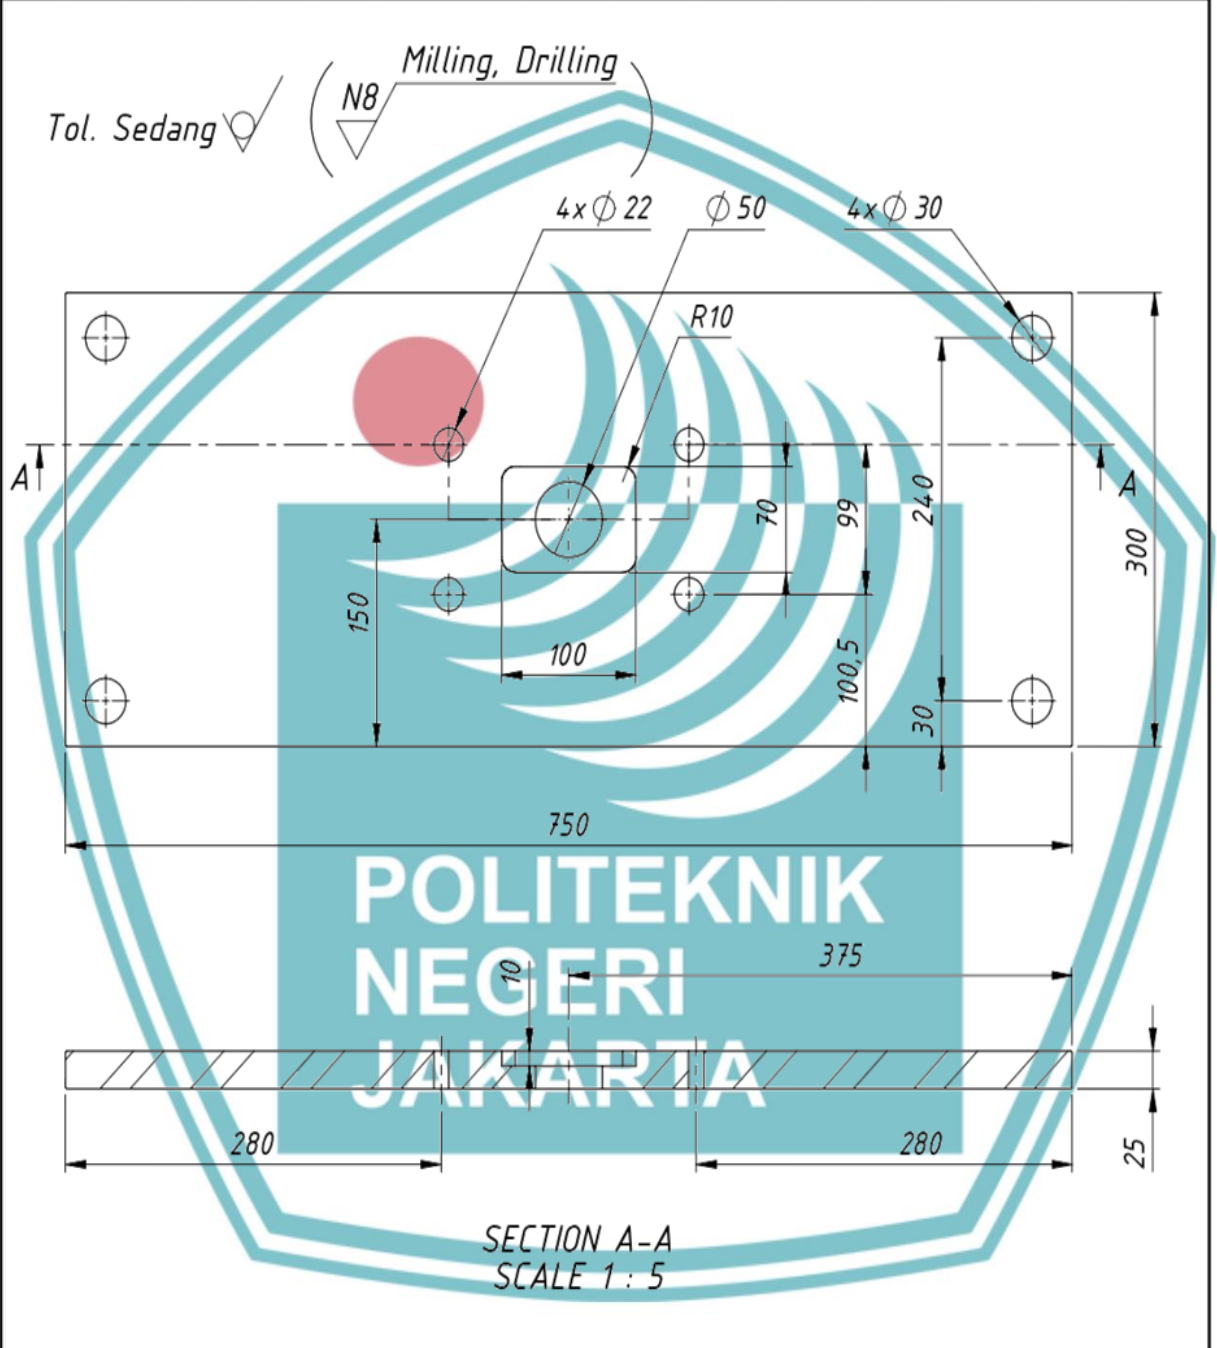 Milling, Drilling
Tol. Sedang
N8
4x∅ 22
∅ 50
4x∅ 30
R10
A
A
70
99
240
300
150
100
100,5
30
750
POLITEKNIK
NEGERI
JAKARTA
375
10
280
280
25
SECTION A-A
SCALE 1 : 5